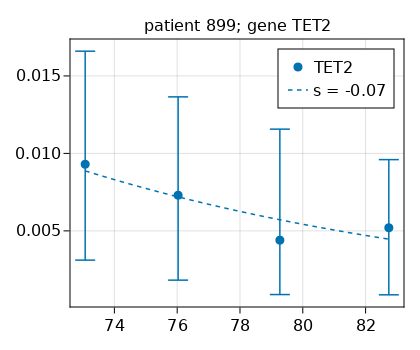 patient 899; gene TET2
TET2
s = -0.07
0.015
0.010
0.005
74 76 78 80 82